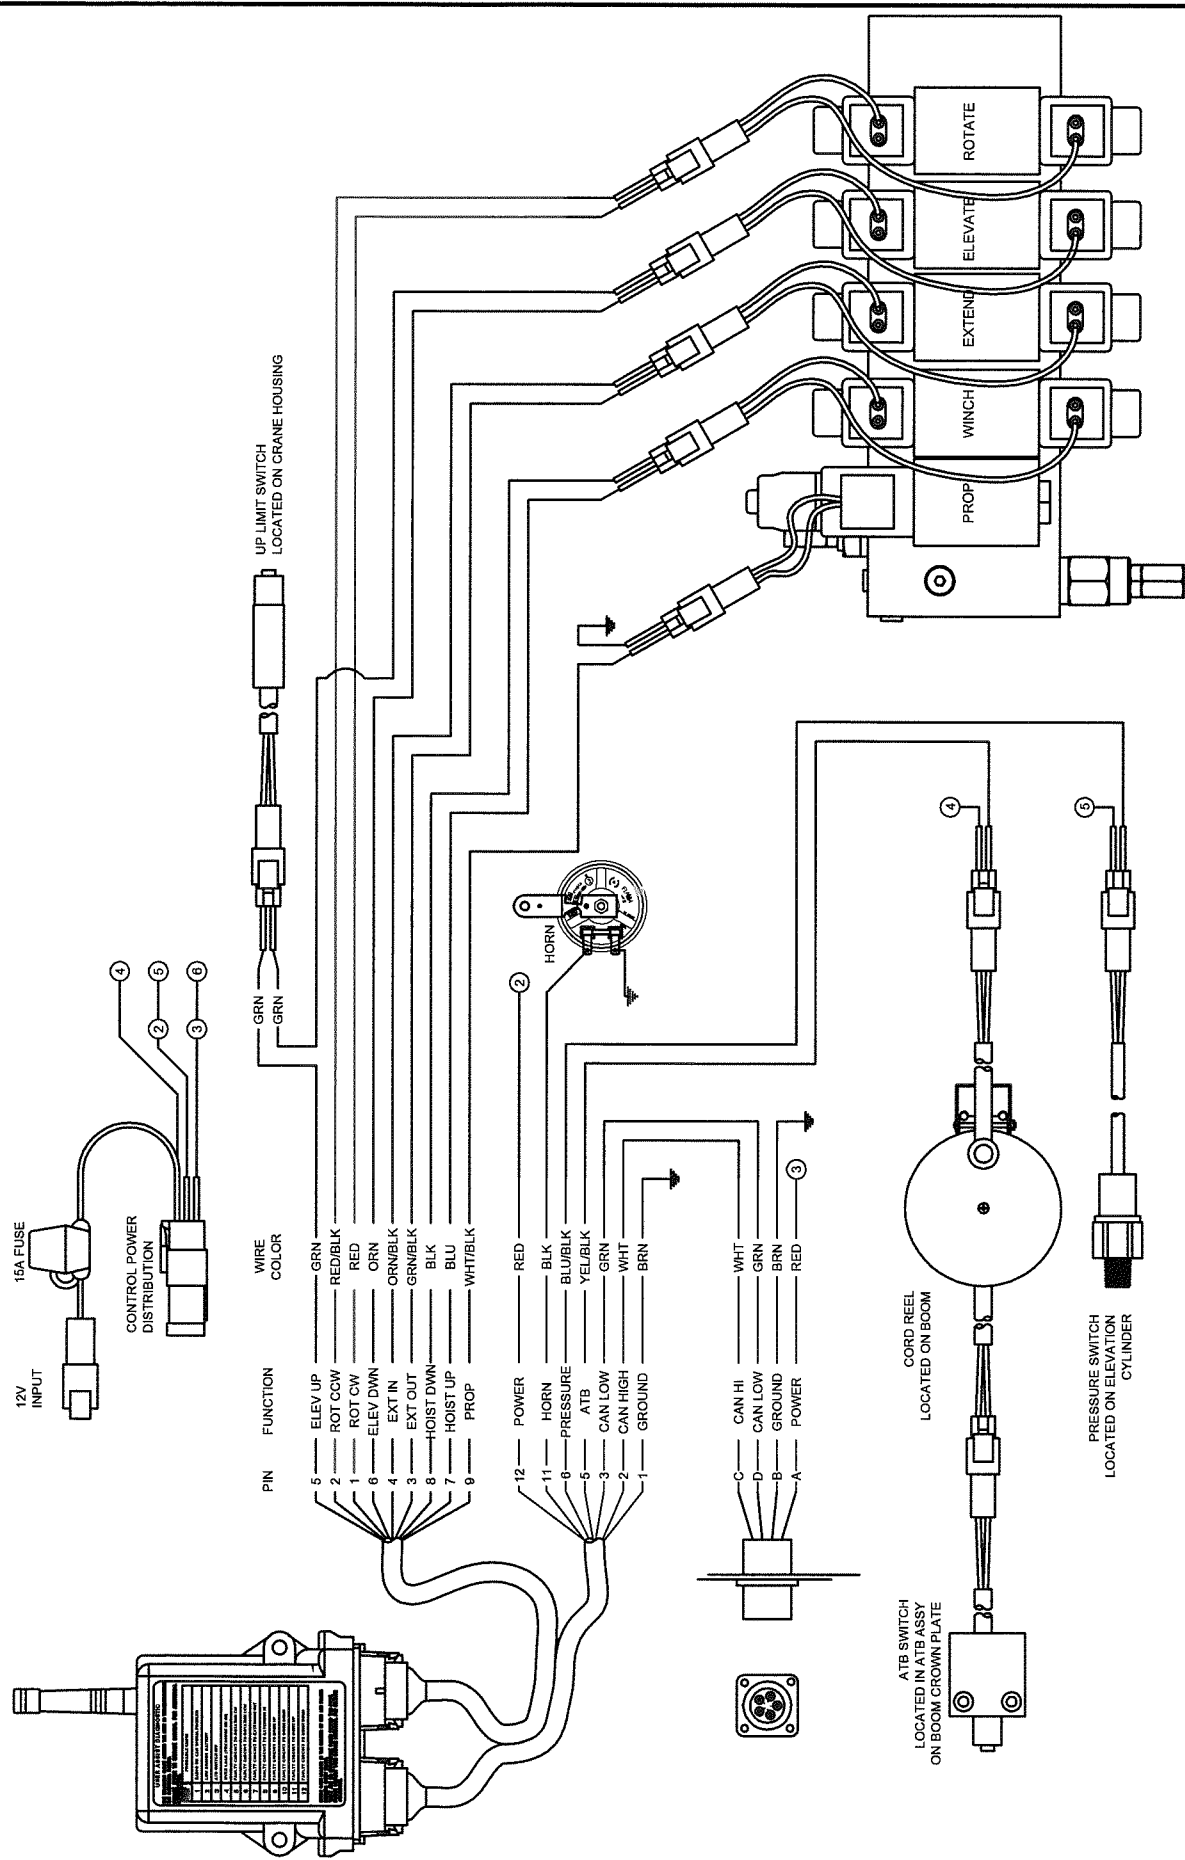 12V
INPUT
15A FUSE
CONTROL POWER
DISTRIBUTION
4
2
5
3
6
UP LIMIT SWITCH
LOCATED ON CRANE HOUSING
GRN
GRN
PIN FUNCTION WIRE
COLOR
5 ELEV UP GRN
2 ROT CCW RED/BLK
1 ROT CW RED
6 ELEV DWN ORN
4 EXT IN ORN/BLK
3 EXT OUT GRN/BLK
8 HOIST DWN BLK
7 HOIST UP BLU
9 PROP WHT/BLK
12 POWER RED 2
11 HORN BLK
HORN
6 PRESSURE BLU/BLK
5 ATB YEL/BLK
3 CAN LOW GRN
2 CAN HIGH WHT
1 GROUND BRN
C CAN HI WHT
D CAN LOW GRN
B GROUND BRN
A POWER RED 3
PROP
WINCH
EXTEND
ELEVATE
ROTATE
ATB SWITCH
LOCATED IN ATB ASSY
ON BOOM CROWN PLATE
CORD REEL
LOCATED ON BOOM
4
PRESSURE SWITCH
LOCATED ON ELEVATION
CYLINDER
5